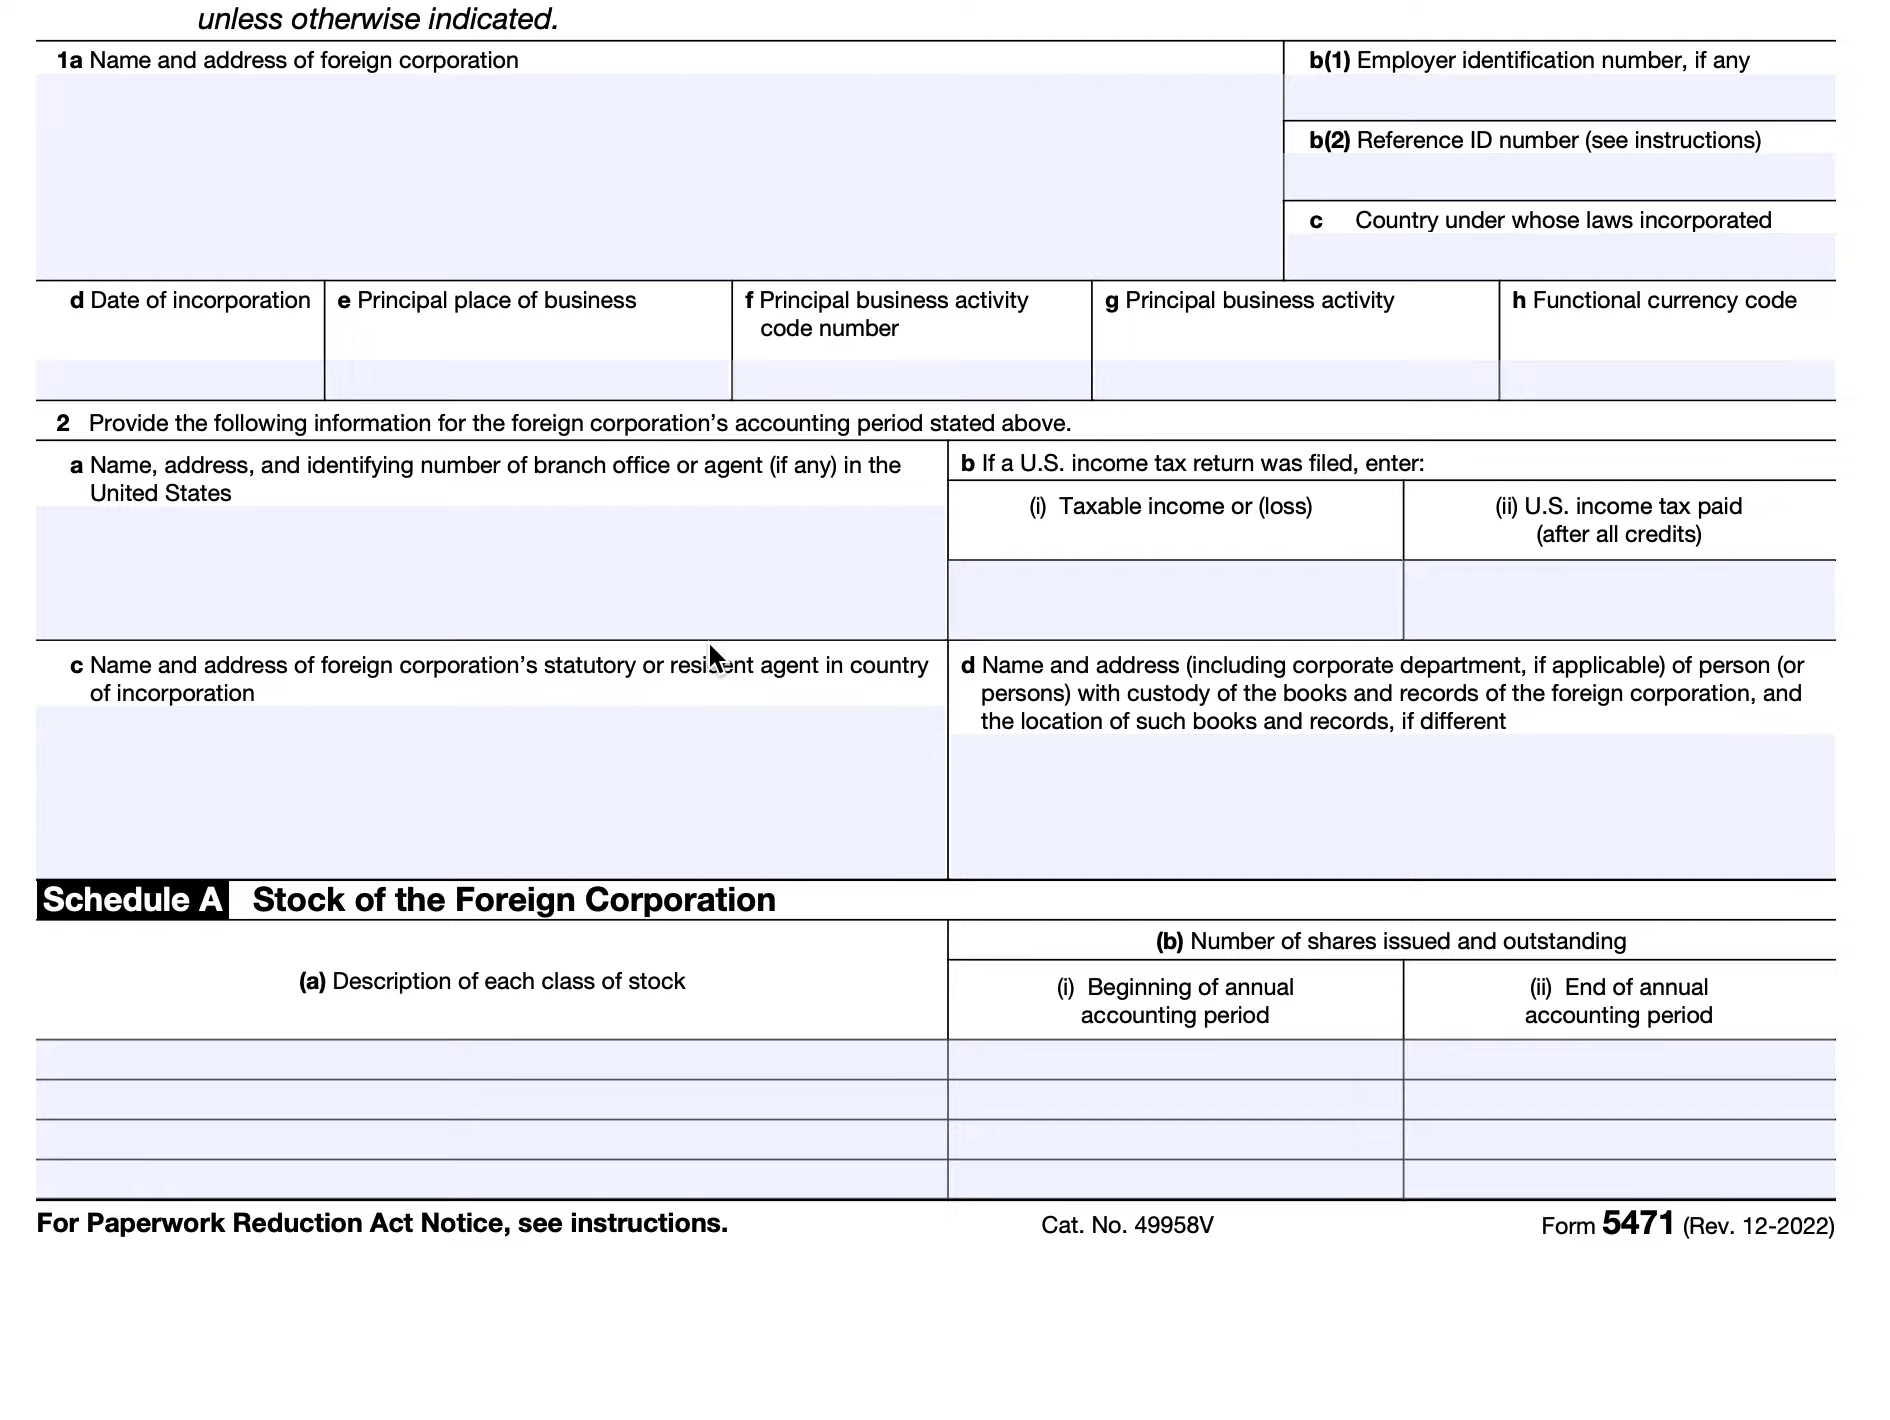 unless otherwise indicated.
1a Name and address of foreign corporation
b(1) Employer identification number, if any
b(2) Reference ID number (see instructions)
c Country under whose laws incorporated
d Date of incorporation
e Principal place of business
f Principal business activity
code number
g Principal business activity
h Functional currency code
2 Provide the following information for the foreign corporation’s accounting period stated above.
a Name, address, and identifying number of branch office or agent (if any) in the
United States
b If a U.S. income tax return was filed, enter:
(i) Taxable income or (loss)
(ii) U.S. income tax paid
(after all credits)
c Name and address of foreign corporation’s statutory or resident agent in country
of incorporation
d Name and address (including corporate department, if applicable) of person (or
persons) with custody of the books and records of the foreign corporation, and
the location of such books and records, if different
Schedule A Stock of the Foreign Corporation
(a) Description of each class of stock
(b) Number of shares issued and outstanding
(i) Beginning of annual
accounting period
(ii) End of annual
accounting period
For Paperwork Reduction Act Notice, see instructions.
Cat. No. 49958V
Form 5471 (Rev. 12-2022)